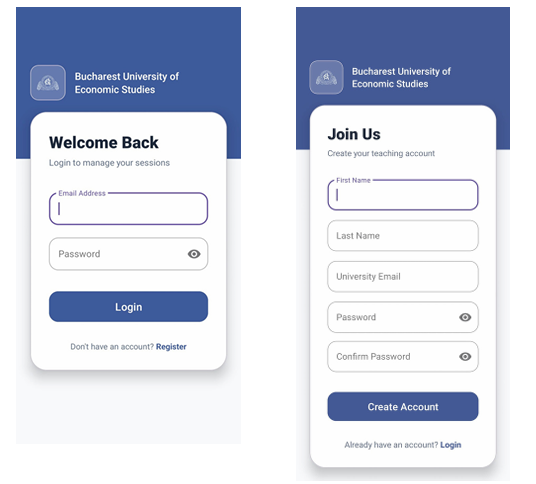 Bucharest University of
Economic Studies
Welcome Back
Login to manage your sessions
Email Address
Password
Login
Don't have an account? Register
Bucharest University of
Economic Studies
Join Us
Create your teaching account
First Name
Last Name
University Email
Password
Confirm Password
Create Account
Already have an account? Login